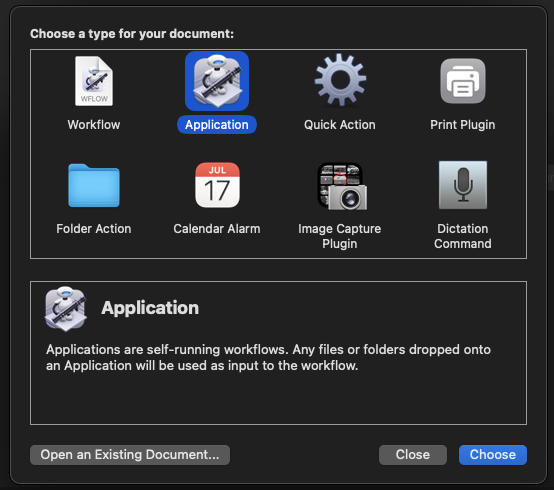 Choose a type for your document:
WFLOW
JUL
17
Workflow
Application
Quick Action
Print Plugin
Folder Action
Calendar Alarm
Image Capture
Plugin
Dictation
Command
Application
Applications are self-running workflows. Any files or folders dropped onto
an Application will be used as input to the workflow.
Open an Existing Document...
Close
Choose